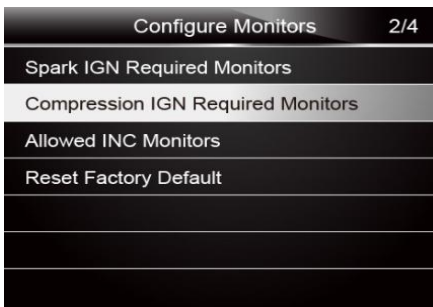 Configure Monitors 2/4
Spark IGN Required Monitors
Compression IGN Required Monitors
Allowed INC Monitors
Reset Factory Default